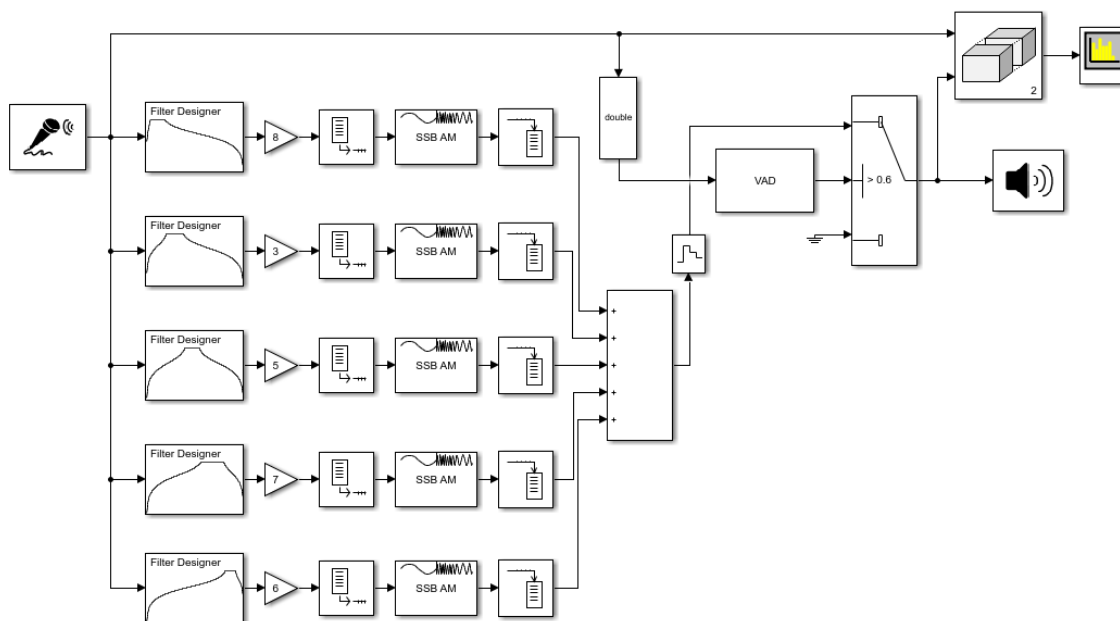 Filter Designer
8
SSB AM
double
2
VAD
> 0.6
Filter Designer
3
SSB AM
+
+
+
+
+
Filter Designer
5
SSB AM
Filter Designer
7
SSB AM
Filter Designer
6
SSB AM